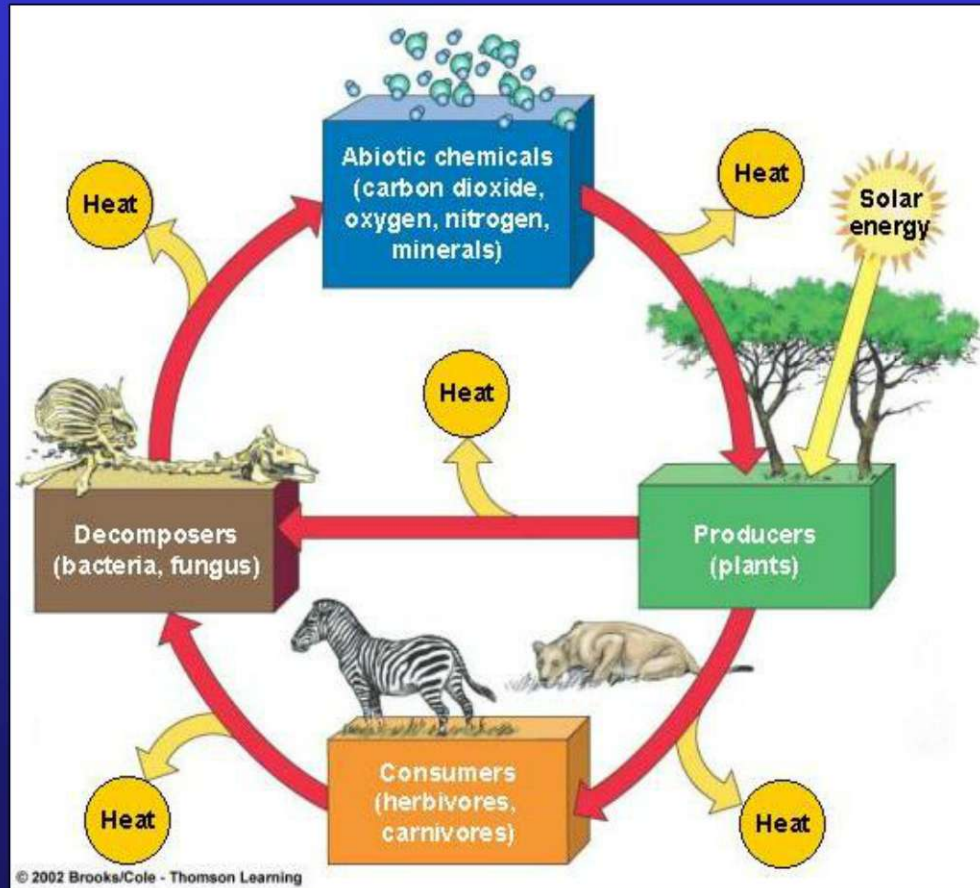 Abiotic chemicals
(carbon dioxide,
oxygen, nitrogen,
minerals)
Heat
Heat
Solar
energy
Heat
Decomposers
(bacteria, fungus)
Producers
(plants)
Consumers
(herbivores,
carnivores)
Heat
Heat
© 2002 Brooks/Cole - Thomson Learning